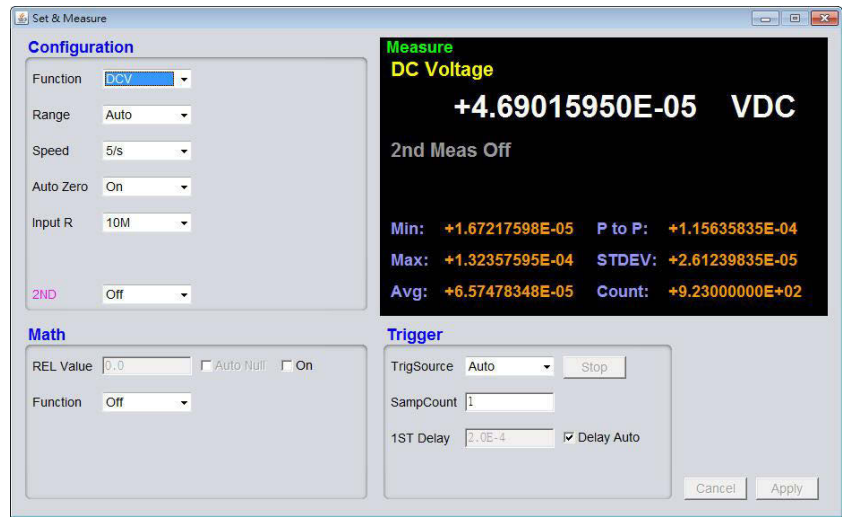 Set & Measure
Configuration
Function DCV
Range Auto
Speed 5/s
Auto Zero On
Input R 10M
2ND Off
Measure
DC Voltage
+4.69015950E-05 VDC
2nd Meas Off
Min: +1.67217598E-05 P to P: +1.15635835E-04
Max: +1.32357595E-04 STDEV: +2.61239835E-05
Avg: +6.57478348E-05 Count: +9.23000000E+02
Math
REL Value 0.0 Auto Null On
Function Off
Trigger
TrigSource Auto Stop
SampCount 1
1ST Delay 2.0E-4 Delay Auto
Cancel Apply